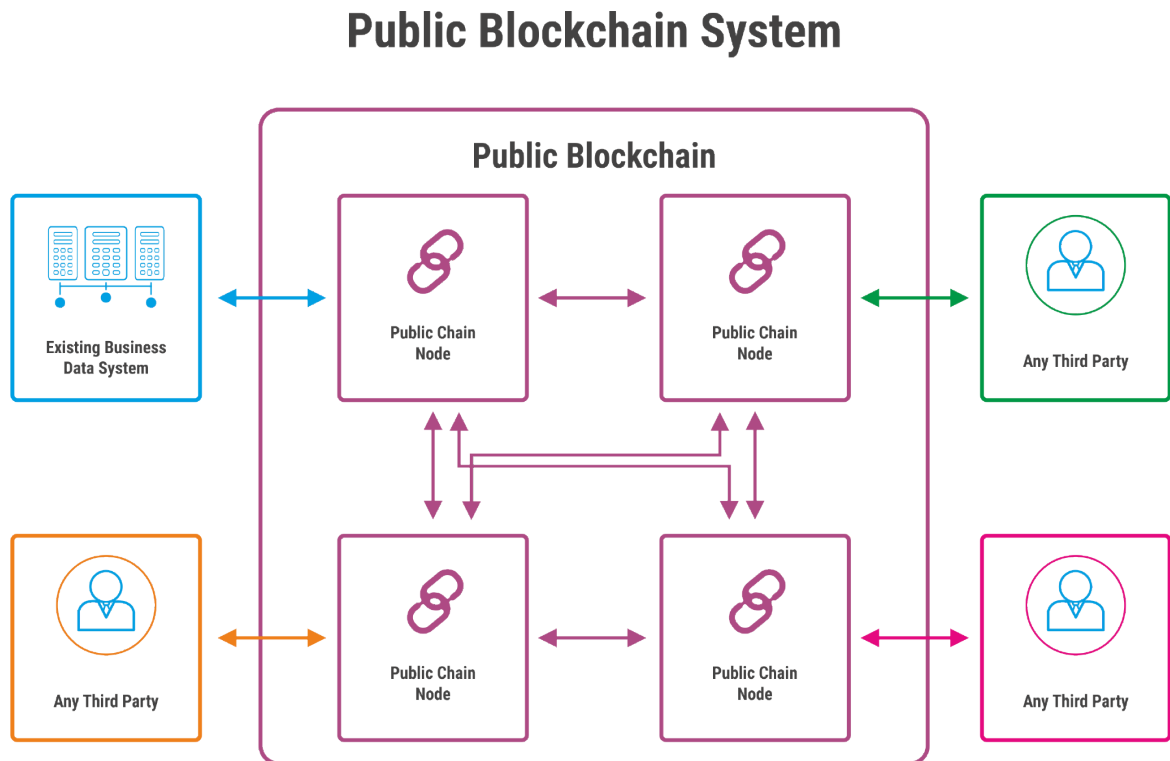 Public Blockchain System
Public Blockchain
Existing Business
Data System
Public Chain
Node
Public Chain
Node
Any Third Party
Any Third Party
Public Chain
Node
Public Chain
Node
Any Third Party